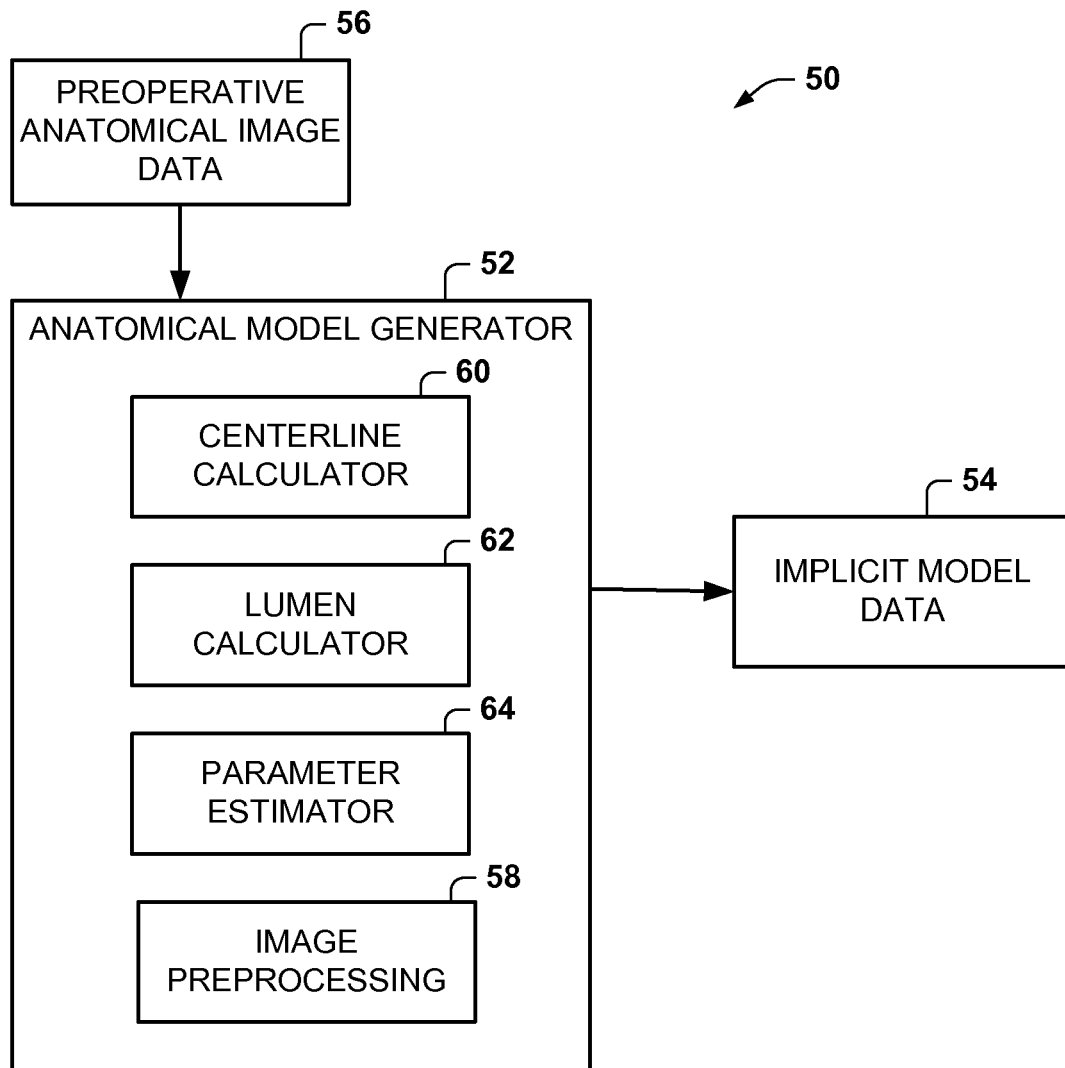 56
PREOPERATIVE
ANATOMICAL IMAGE
DATA
50
52
ANATOMICAL MODEL GENERATOR
60
CENTERLINE
CALCULATOR
62
LUMEN
CALCULATOR
64
PARAMETER
ESTIMATOR
58
IMAGE
PREPROCESSING
54
IMPLICIT MODEL
DATA